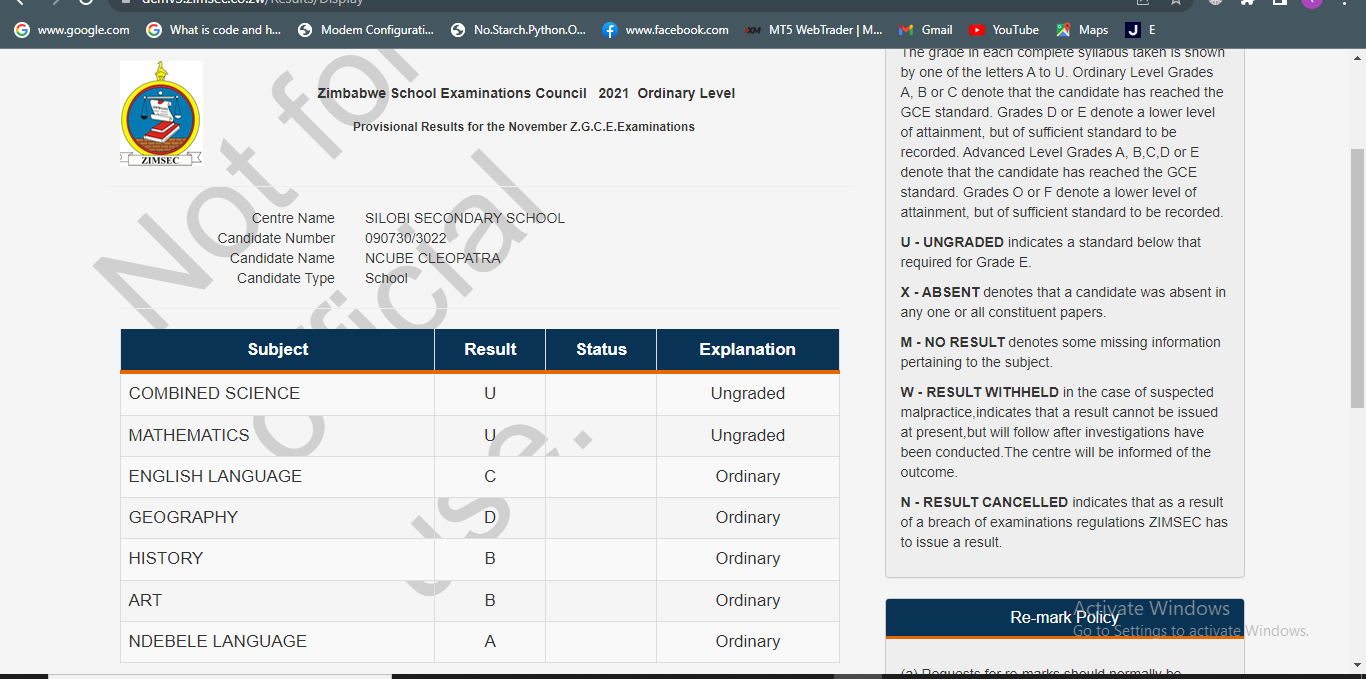 demv5.zimsec.co.zw/Results/Display
www.google.com
What is code and h...
Modem Configurati...
No.Starch.Python.O...
www.facebook.com
XM
MT5 WebTrader | M...
Gmail
YouTube
Maps
J
E
ZIMSEC
Zimbabwe School Examinations Council 2021 Ordinary Level
Provisional Results for the November Z.G.C.E.Examinations
Not for
official
use.
Centre Name SILOBI SECONDARY SCHOOL
Candidate Number 090730/3022
Candidate Name NCUBE CLEOPATRA
Candidate Type School
Subject Result Status Explanation
COMBINED SCIENCE U Ungraded
MATHEMATICS U Ungraded
ENGLISH LANGUAGE C Ordinary
GEOGRAPHY D Ordinary
HISTORY B Ordinary
ART B Ordinary
NDEBELE LANGUAGE A Ordinary
The grade in each complete syllabus taken is shown
by one of the letters A to U. Ordinary Level Grades
A, B or C denote that the candidate has reached the
GCE standard. Grades D or E denote a lower level
of attainment, but of sufficient standard to be
recorded. Advanced Level Grades A, B,C,D or E
denote that the candidate has reached the GCE
standard. Grades O or F denote a lower level of
attainment, but of sufficient standard to be recorded.
U - UNGRADED indicates a standard below that
required for Grade E.
X - ABSENT denotes that a candidate was absent in
any one or all constituent papers.
M - NO RESULT denotes some missing information
pertaining to the subject.
W - RESULT WITHHELD in the case of suspected
malpractice,indicates that a result cannot be issued
at present,but will follow after investigations have
been conducted.The centre will be informed of the
outcome.
N - RESULT CANCELLED indicates that as a result
of a breach of examinations regulations ZIMSEC has
to issue a result.
Re-mark Policy
Activate Windows
Go to Settings to activate Windows.
(a) Requests for re-marks should normally be